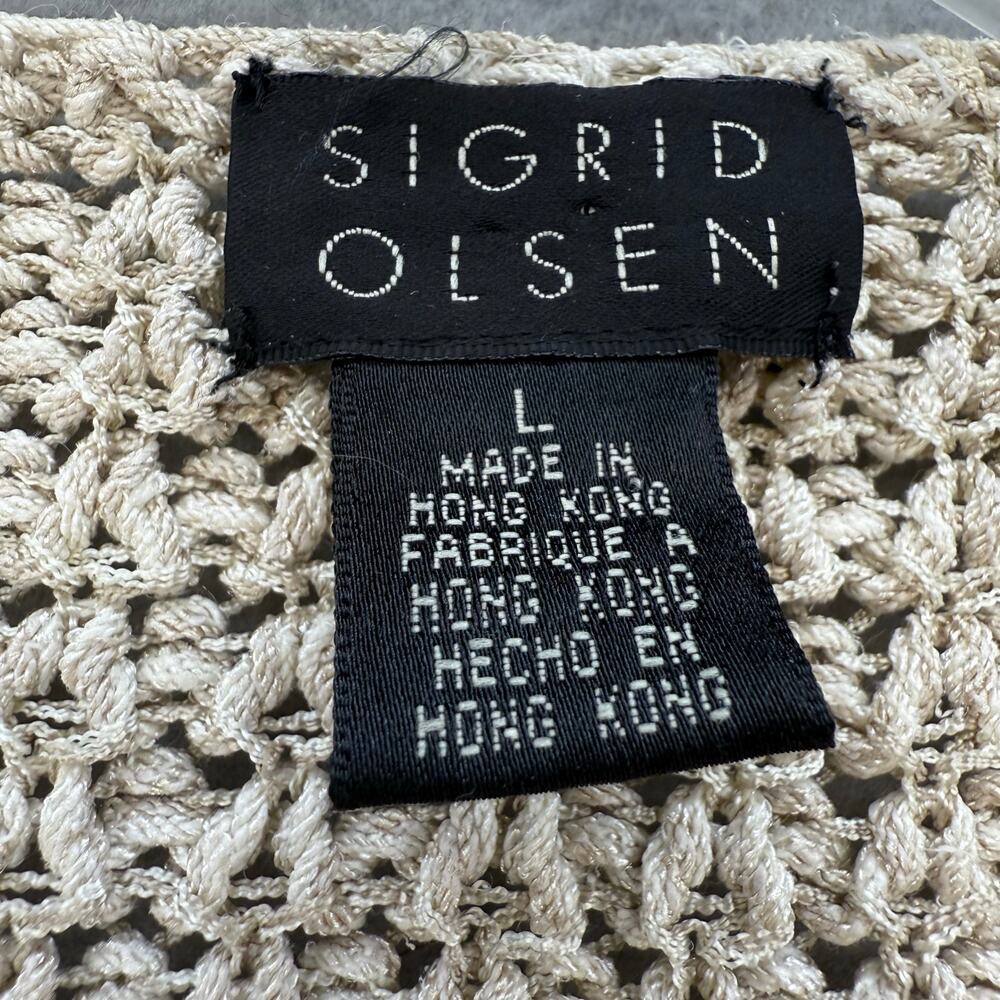 SIGRID
OLSEN
L
MADE IN
HONG KONG
FABRIQUE A
HONG KONG
HECHO EN
HONG KONG